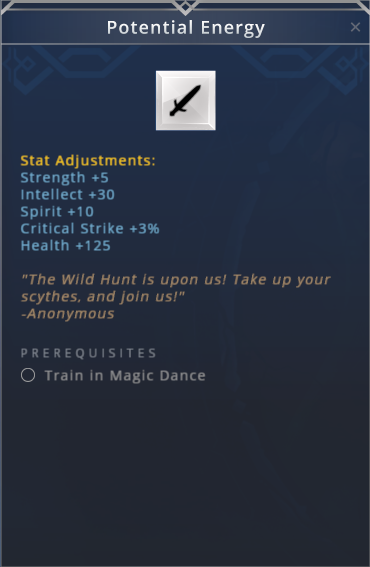 Potential Energy
Stat Adjustments:
Strength +5
Intellect +30
Spirit +10
Critical Strike +3%
Health +125
"The Wild Hunt is upon us! Take up your
scythes, and join us!"
-Anonymous
PREREQUISITES
Train in Magic Dance